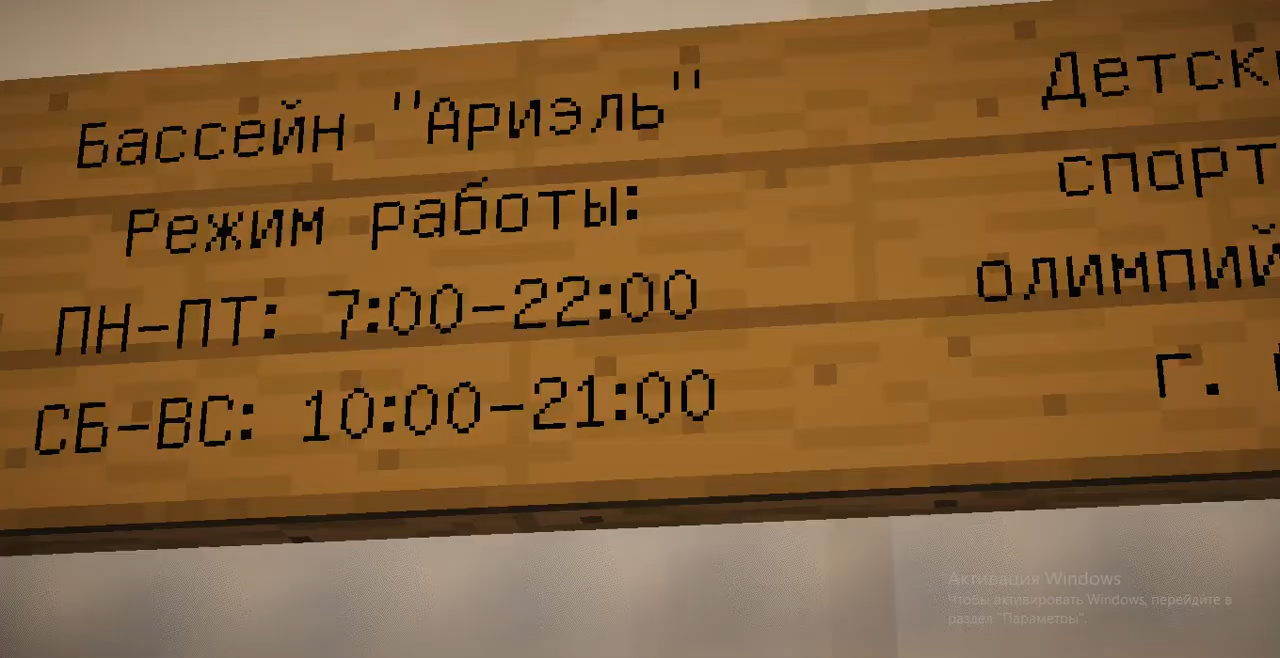 Бассейн "Ариэль"
Режим работы:
ПН-ПТ: 7:00-22:00
СБ-ВС: 10:00-21:00
спорт
г.
Активация Windows
Чтобы активировать Windows, перейдите в
раздел "Параметры".